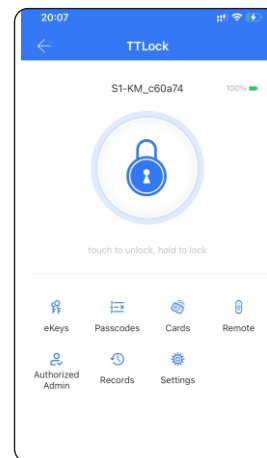 20:07
TTLock
S1-KM_c60a74 100%
touch to unlock, hold to lock
eKeys Passcodes Cards Remote
Authorized Admin Records Settings